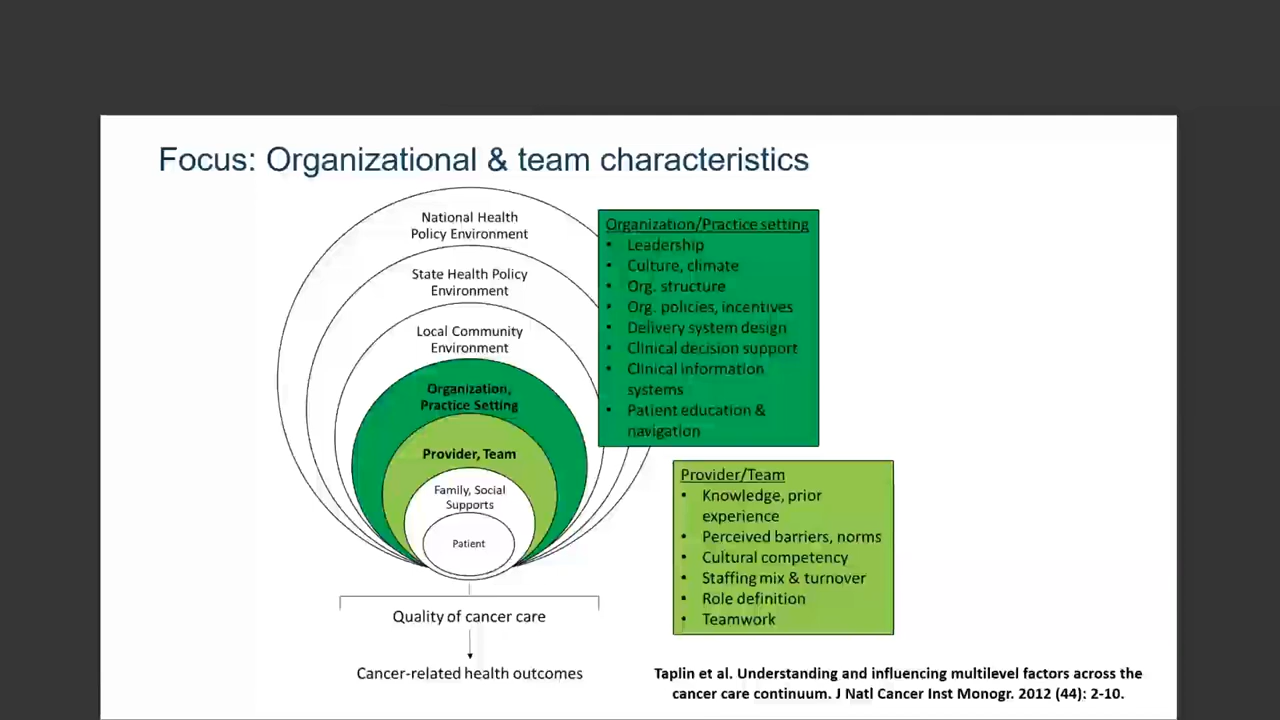 Focus: Organizational & team characteristics
National Health
Policy Environment
State Health Policy
Environment
Local Community
Environment
Organization,
Practice Setting
Provider, Team
Family, Social
Supports
Patient
Quality of cancer care
Cancer-related health outcomes
Organization/Practice setting
• Leadership
• Culture, climate
• Org. structure
• Org. policies, incentives
• Delivery system design
• Clinical decision support
• Clinical information
systems
• Patient education &
navigation
Provider/Team
• Knowledge, prior
experience
• Perceived barriers, norms
• Cultural competency
• Staffing mix & turnover
• Role definition
• Teamwork
Taplin et al. Understanding and influencing multilevel factors across the
cancer care continuum. J Natl Cancer Inst Monogr. 2012 (44): 2-10.